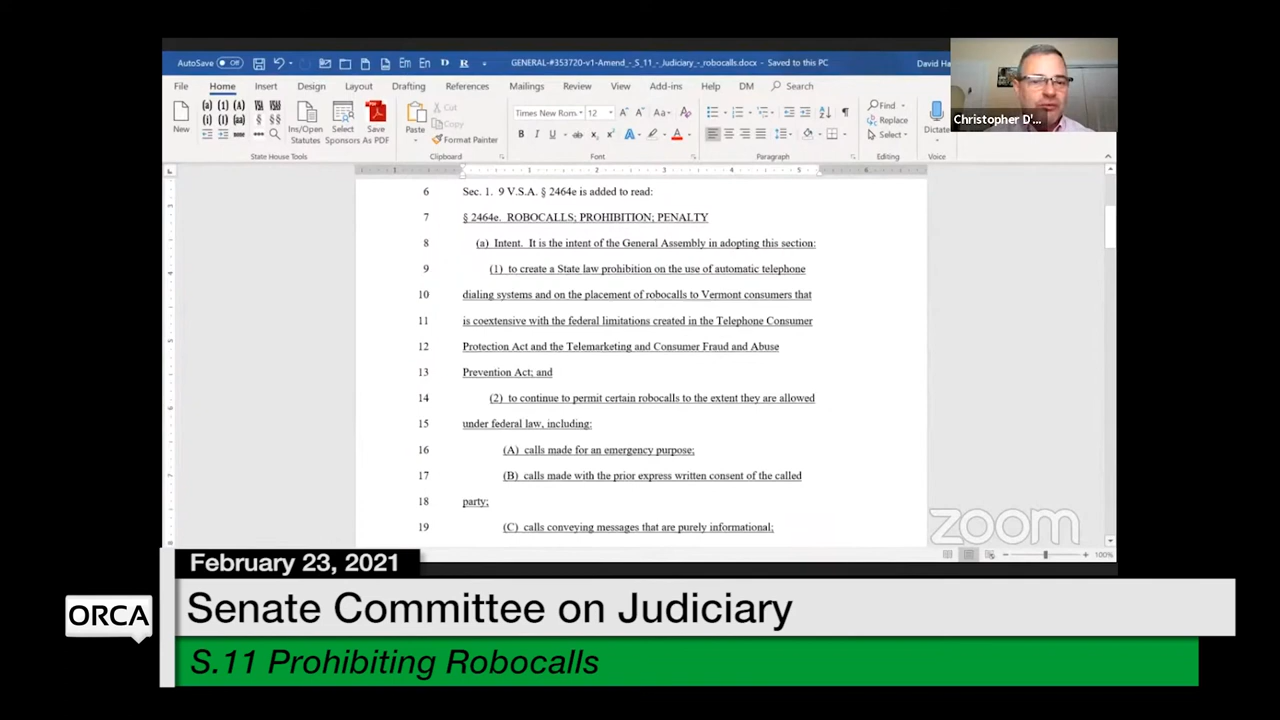 AutoSave Off
GENERAL-#353720-v1-Amend_-_S_11_-_Judiciary_-_robocalls.docx - Saved to this PC
David Ha
File Home Insert Design Layout Drafting References Mailings Review View Add-ins Help DM Search
New
Ins/Open Statutes
Select Sponsors
Save As PDF
State House Tools
Paste
Cut
Copy
Format Painter
Clipboard
Times New Rom 12
Font
Paragraph
Find
Replace
Select
Editing
Dictate
Voice
Christopher D'...
6 Sec. 1. 9 V.S.A. § 2464e is added to read:
7 § 2464e. ROBOCALLS; PROHIBITION; PENALTY
8 (a) Intent. It is the intent of the General Assembly in adopting this section:
9 (1) to create a State law prohibition on the use of automatic telephone
10 dialing systems and on the placement of robocalls to Vermont consumers that
11 is coextensive with the federal limitations created in the Telephone Consumer
12 Protection Act and the Telemarketing and Consumer Fraud and Abuse
13 Prevention Act; and
14 (2) to continue to permit certain robocalls to the extent they are allowed
15 under federal law, including:
16 (A) calls made for an emergency purpose;
17 (B) calls made with the prior express written consent of the called
18 party;
19 (C) calls conveying messages that are purely informational;
zoom
100%
February 23, 2021
ORCA
Senate Committee on Judiciary
S.11 Prohibiting Robocalls